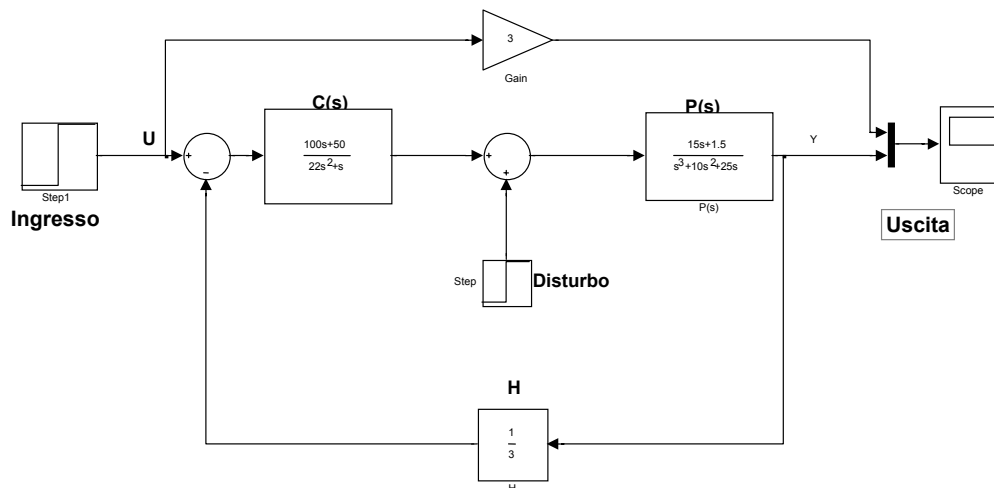 3
Gain
C(s)
P(s)
U
+
−
100s+50
22s²+s
+
+
15s+1.5
s³+10s²+25s
Y
Step1
P(s)
Scope
Ingresso
Uscita
Step
Disturbo
H
1
3
H